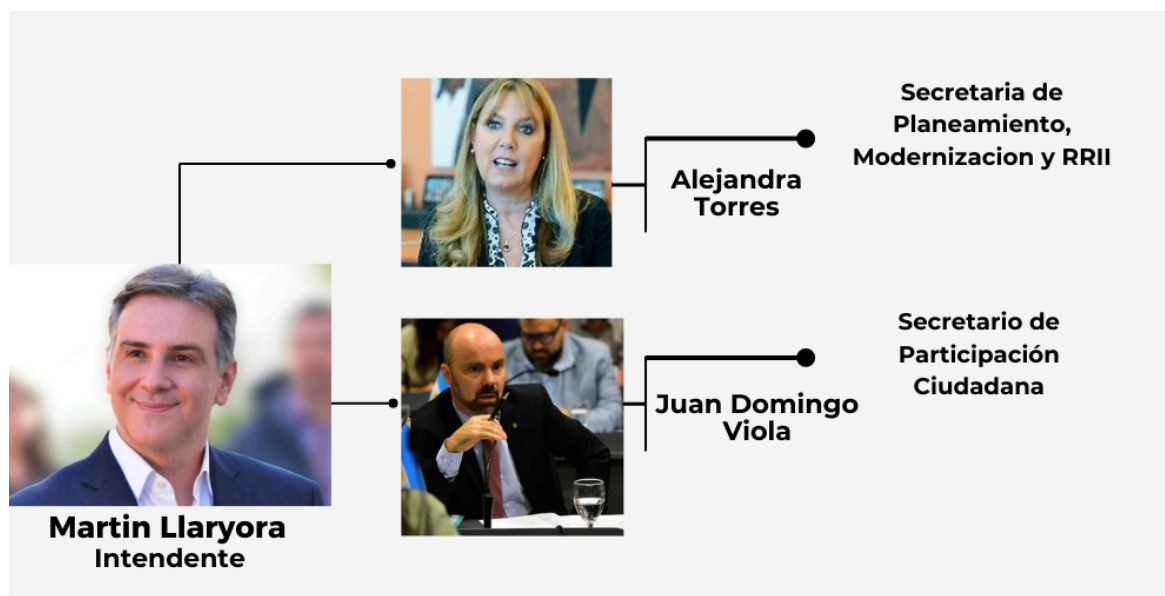 Secretaria de
Planeamiento,
Modernizacion y RRII
Alejandra
Torres
Secretario de
Participación
Ciudadana
Juan Domingo
Viola
Martin Llaryora
Intendente